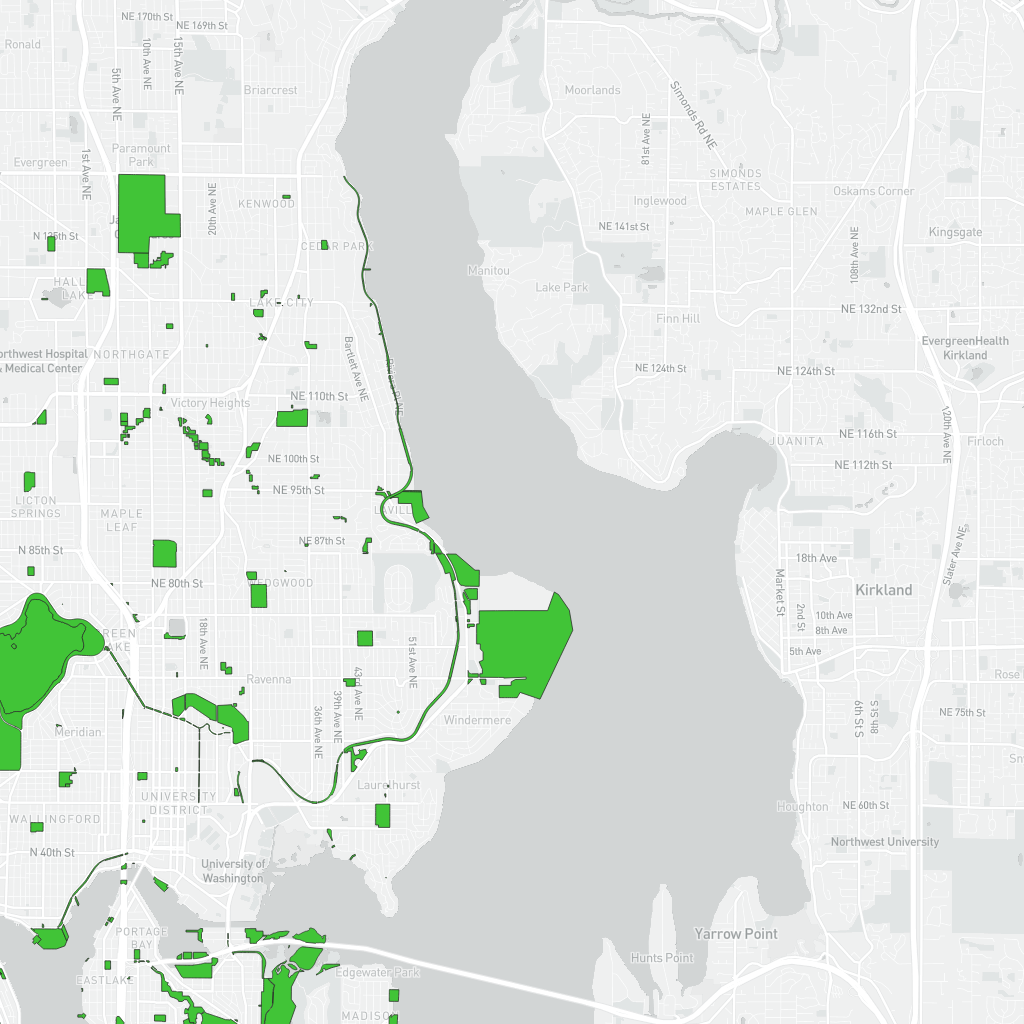 NE 170th St
NE 169th St
Ronald
10th Ave NE
15th Ave NE
5th Ave NE
Briarcrest
Moorlands
Simonds Rd NE
81st Ave NE
Evergreen
Paramount
Park
1st Ave NE
20th Ave NE
KENWOOD
SIMONDS
ESTATES
Oskams Corner
Inglewood
MAPLE GLEN
NE 141st St
Kingsgate
108th Ave NE
N 125th St
CEDAR PARK
Manitou
Lake Park
HALL
LAKE
LAKE CITY
NE 132nd St
Finn Hill
EvergreenHealth
Kirkland
Northwest Hospital
& Medical Center
NORTHGATE
Bartlett Ave NE
NE 124th St
NE 124th St
Victory Heights
NE 110th St
120th Ave NE
JUANITA
NE 116th St
Firloch
NE 100th St
NE 112th St
NE 95th St
LICTON
SPRINGS
MAPLE
LEAF
NE 87th St
N 85th St
18th Ave
Slater Ave NE
NE 80th St
WEDGWOOD
Market St
Kirkland
2nd St
10th Ave
8th Ave
GREEN
LAKE
18th Ave NE
51st Ave NE
5th Ave
Ravenna
43rd Ave NE
39th Ave NE
36th Ave NE
Windermere
6th St S
8th St S
NE 75th St
Meridian
Laurelhurst
UNIVERSITY
DISTRICT
Houghton
NE 60th St
WALLINGFORD
Northwest University
N 40th St
University of
Washington
PORTAGE
BAY
Yarrow Point
Hunts Point
EASTLAKE
Edgewater Park